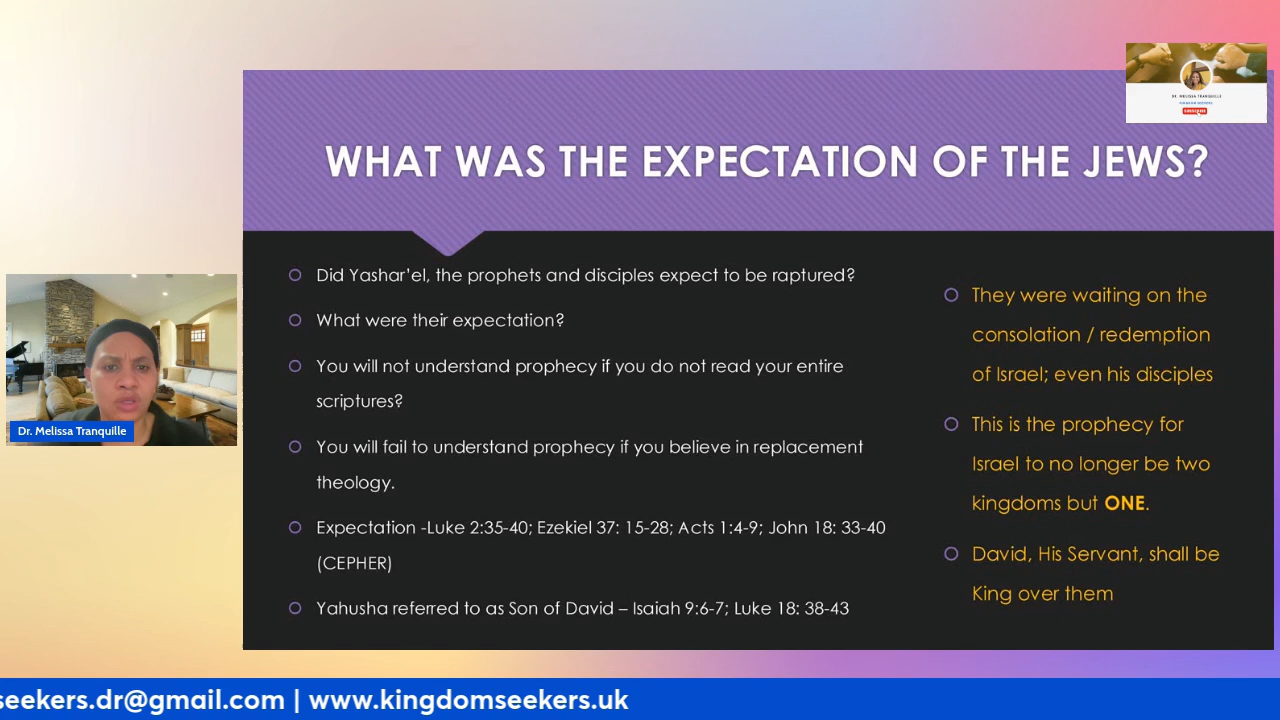 DR. MELISSA TRANQUILLE
KINGDOM SEEKERS
SUBSCRIBE
WHAT WAS THE EXPECTATION OF THE JEWS?
Did Yashar’el, the prophets and disciples expect to be raptured?
What were their expectation?
You will not understand prophecy if you do not read your entire
scriptures?
You will fail to understand prophecy if you believe in replacement
theology.
Expectation -Luke 2:35-40; Ezekiel 37: 15-28; Acts 1:4-9; John 18: 33-40
(CEPHER)
Yahusha referred to as Son of David – Isaiah 9:6-7; Luke 18: 38-43
They were waiting on the
consolation / redemption
of Israel; even his disciples
This is the prophecy for
Israel to no longer be two
kingdoms but ONE.
David, His Servant, shall be
King over them
Dr. Melissa Tranquille
seekers.dr@gmail.com | www.kingdomseekers.uk